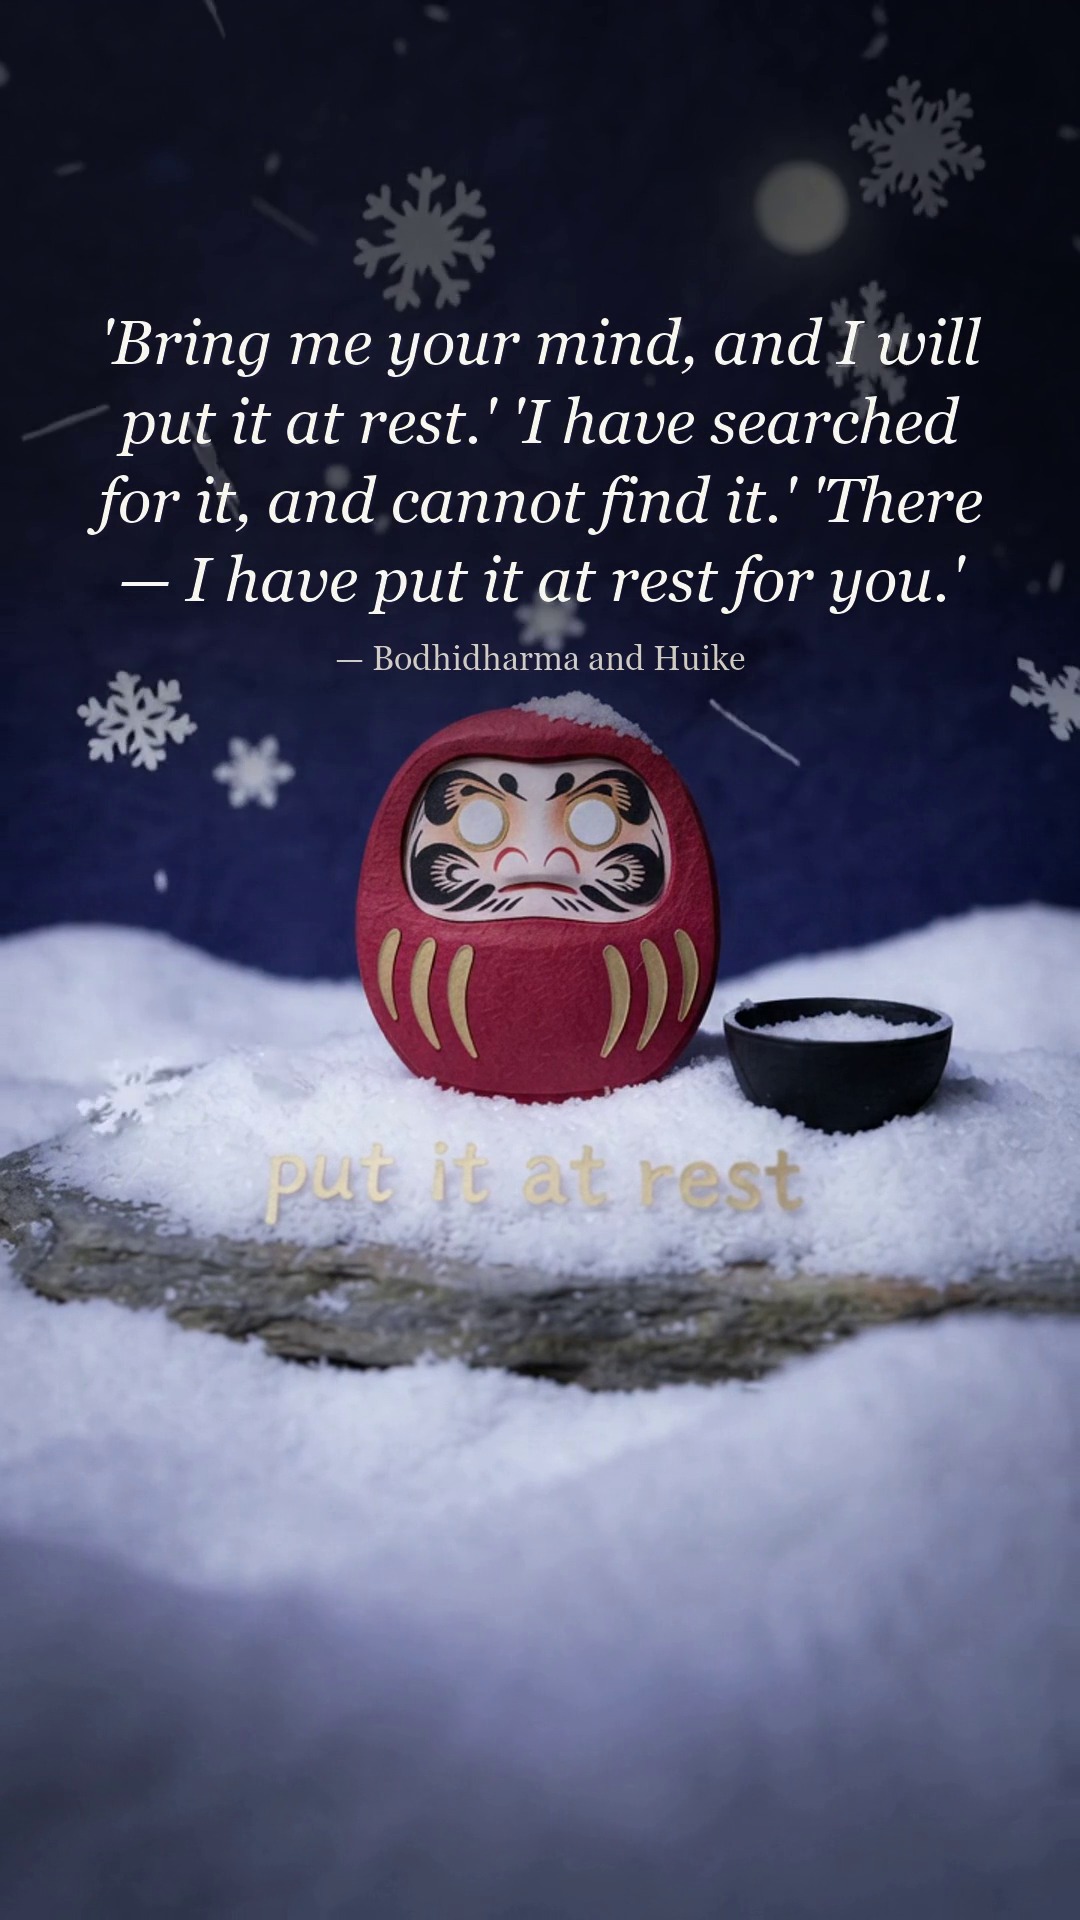 'Bring me your mind, and I will
put it at rest.' 'I have searched
for it, and cannot find it.' 'There
— I have put it at rest for you.'
— Bodhidharma and Huike
put it at rest